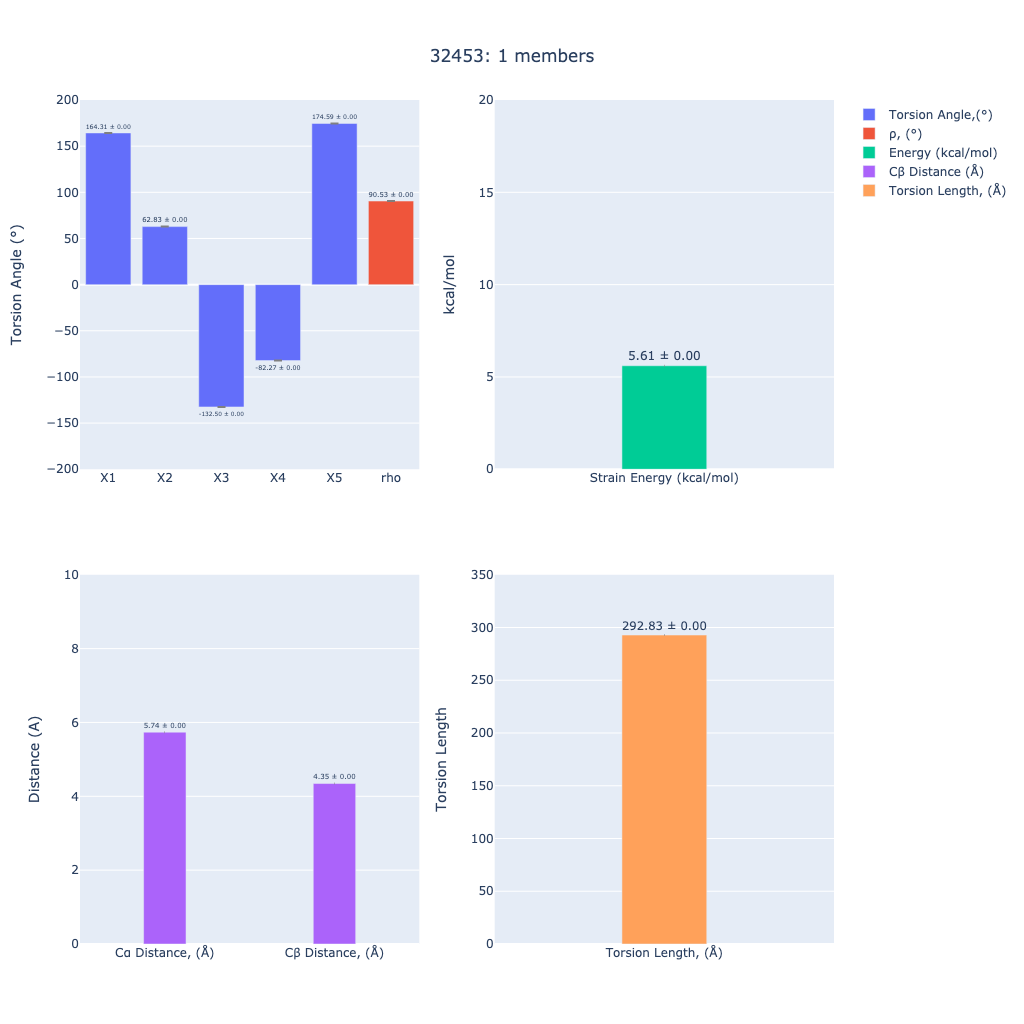 32453: 1 members
200
150
100
50
0
−50
−100
−150
−200
Torsion Angle (°)
164.31 ± 0.00
62.83 ± 0.00
-132.50 ± 0.00
-82.27 ± 0.00
174.59 ± 0.00
90.53 ± 0.00
X1 X2 X3 X4 X5 rho
20
15
10
5
0
kcal/mol
5.61 ± 0.00
Strain Energy (kcal/mol)
Torsion Angle,(°)
ρ, (°)
Energy (kcal/mol)
Cβ Distance (Å)
Torsion Length, (Å)
10
8
6
4
2
0
Distance (A)
5.74 ± 0.00
4.35 ± 0.00
Cα Distance, (Å) Cβ Distance, (Å)
350
300
250
200
150
100
50
0
Torsion Length
292.83 ± 0.00
Torsion Length, (Å)